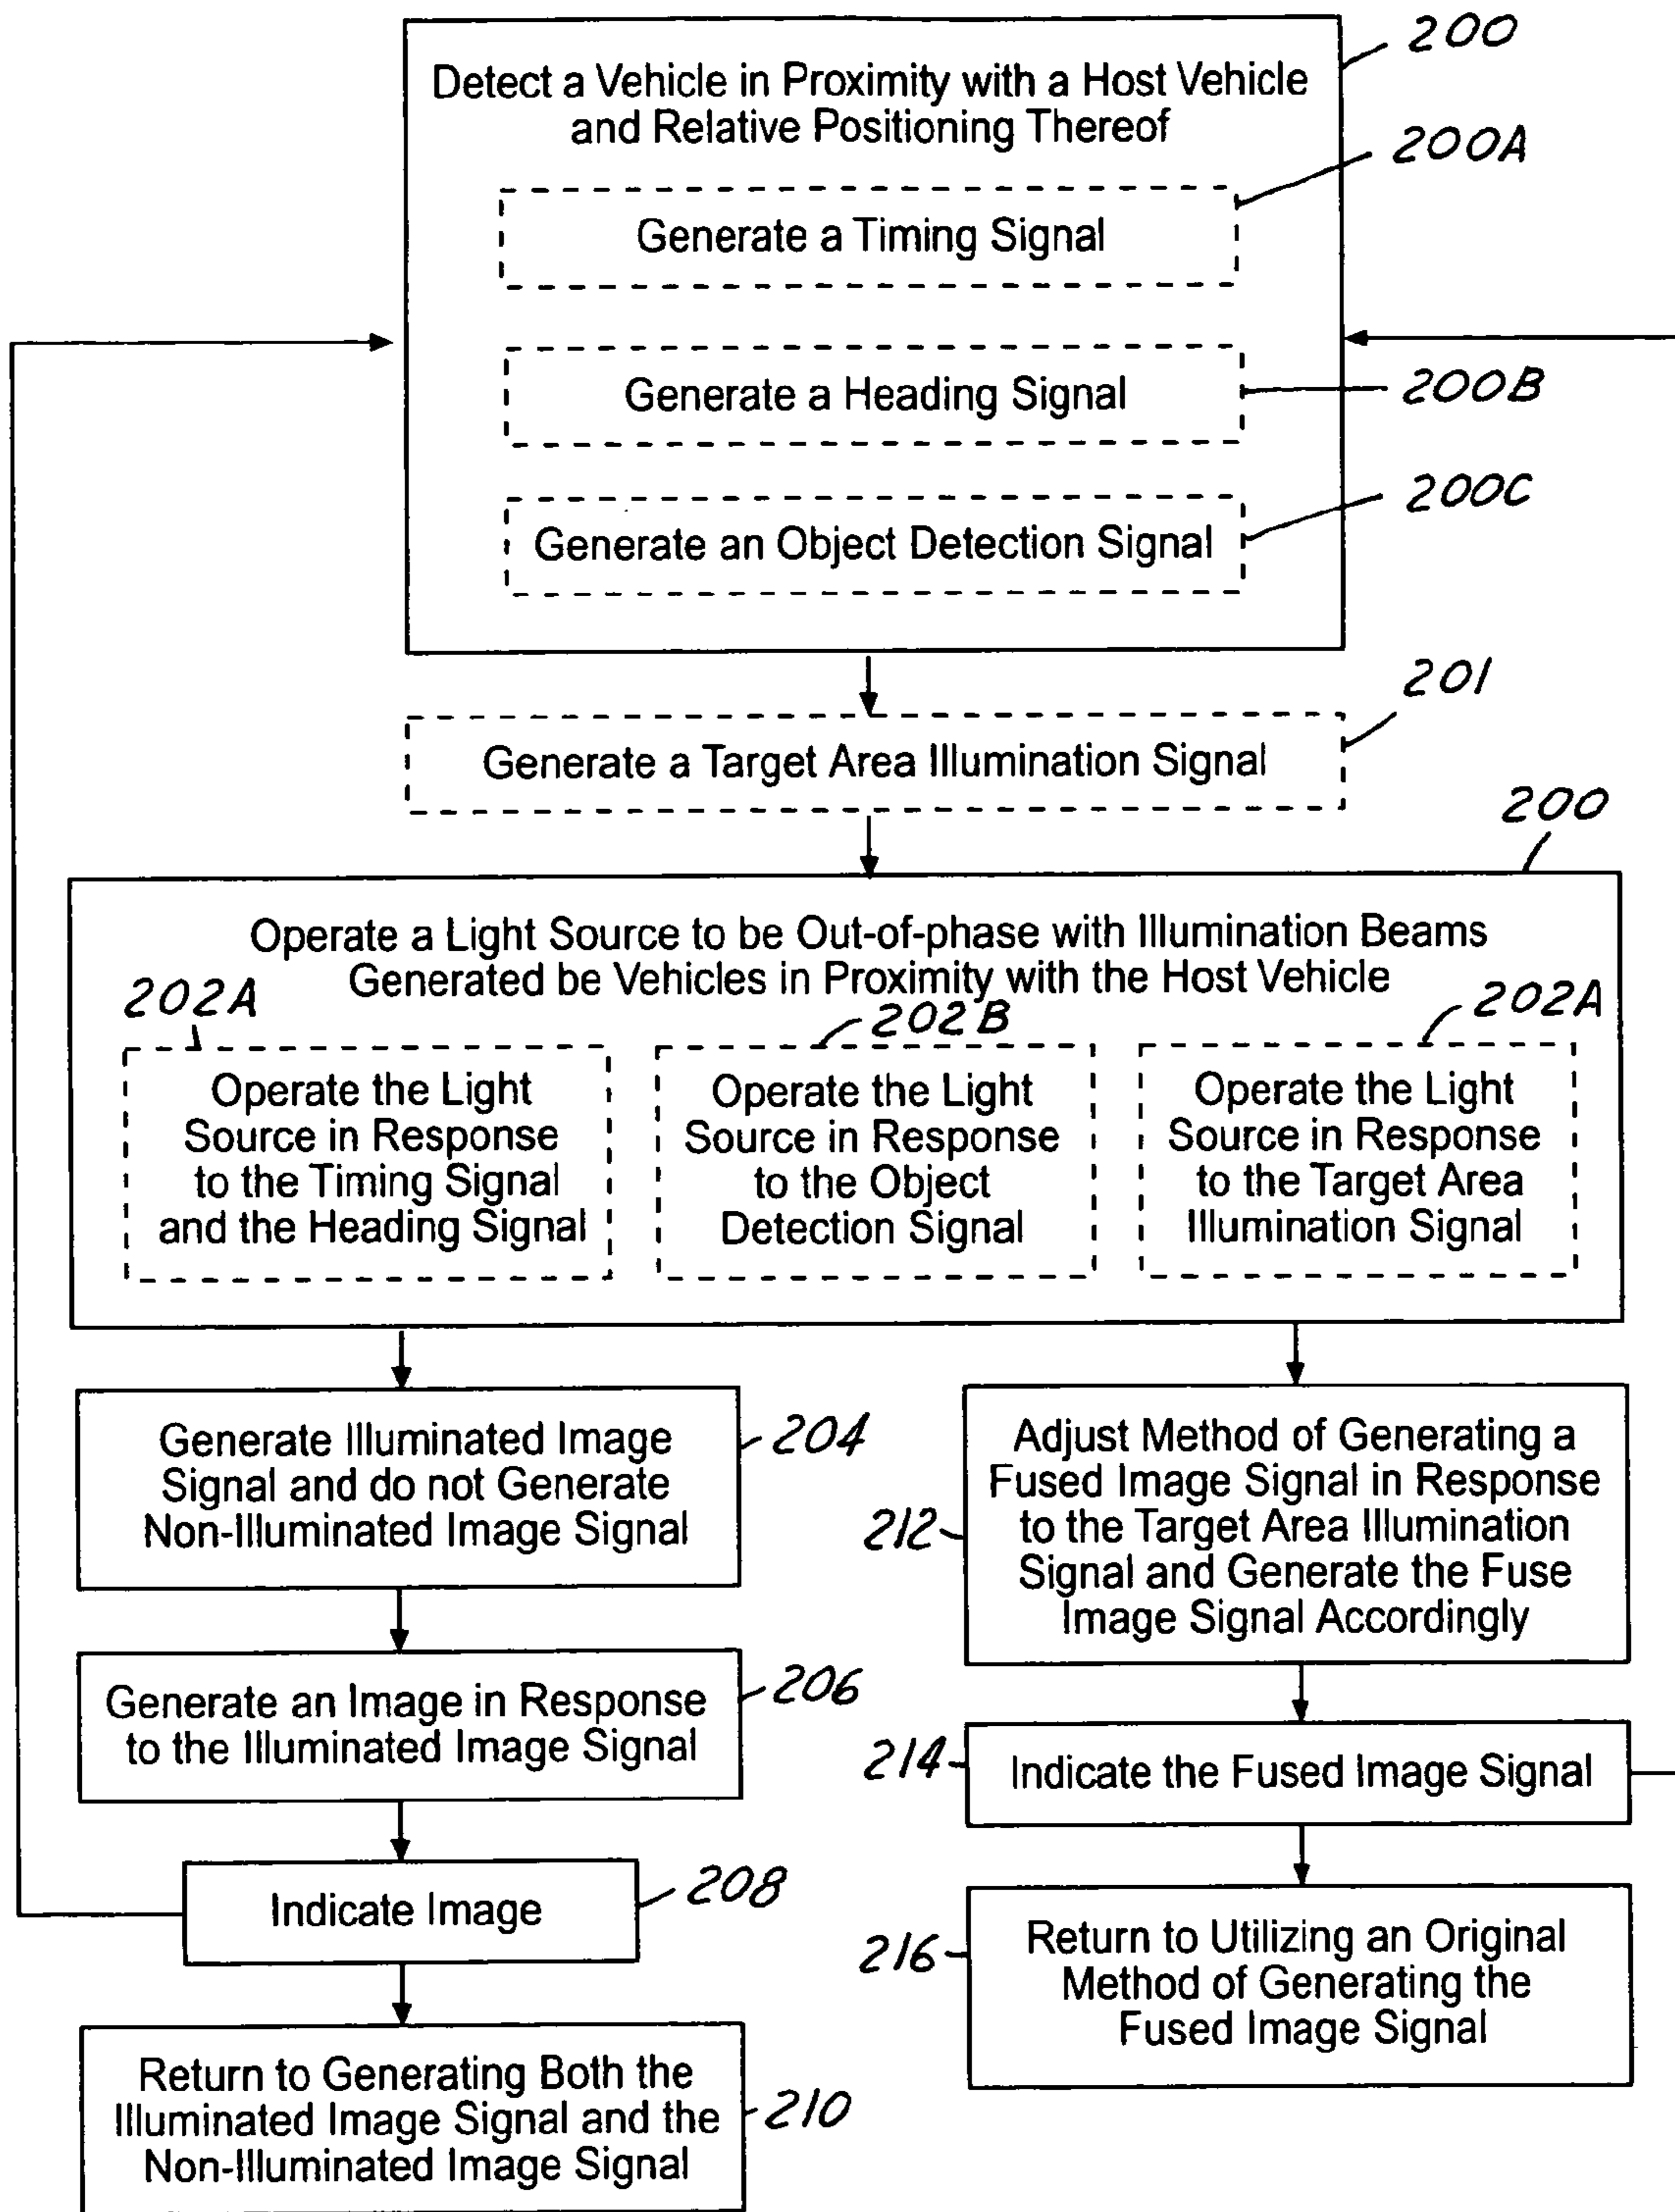 200
Detect a Vehicle in Proximity with a Host Vehicle
and Relative Positioning Thereof
200A
Generate a Timing Signal
Generate a Heading Signal
200B
200C
Generate an Object Detection Signal
201
Generate a Target Area Illumination Signal
200
Operate a Light Source to be Out-of-phase with Illumination Beams
Generated be Vehicles in Proximity with the Host Vehicle
202A
Operate the Light
Source in Response
to the Timing Signal
and the Heading Signal
202B
Operate the Light
Source in Response
to the Object
Detection Signal
202A
Operate the Light
Source in Response
to the Target Area
Illumination Signal
Generate Illuminated Image
Signal and do not Generate
Non-Illuminated Image Signal
204
Generate an Image in Response
to the Illuminated Image Signal
206
Indicate Image
208
Return to Generating Both the
Illuminated Image Signal and the
Non-Illuminated Image Signal
210
Adjust Method of Generating a
Fused Image Signal in Response
to the Target Area Illumination
Signal and Generate the Fuse
Image Signal Accordingly
212
214
Indicate the Fused Image Signal
216
Return to Utilizing an Original
Method of Generating the
Fused Image Signal